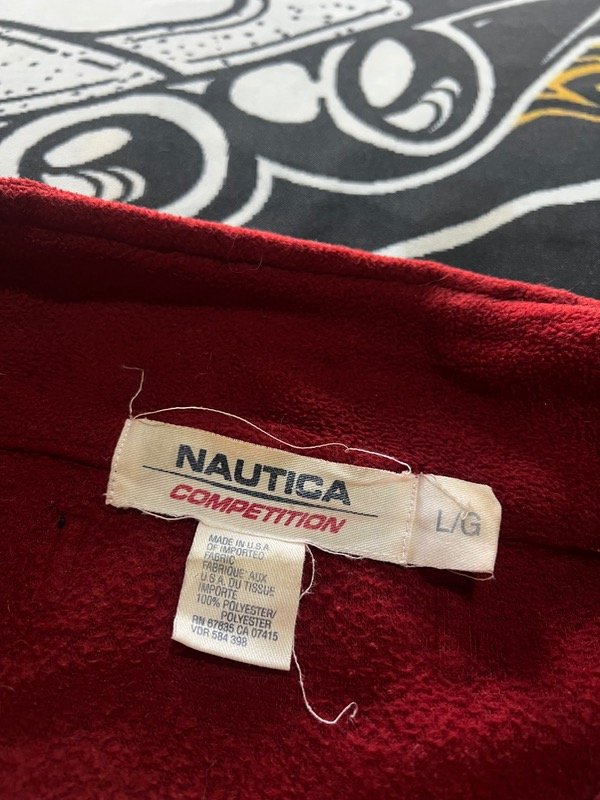 NAUTICA
COMPETITION
L/G
MADE IN U.S.A
OF IMPORTED
FABRIC
FABRIQUE AUX
U.S.A. DU TISSUE
IMPORTE
100% POLYESTER/
POLYESTER
RN 67835 CA 07415
VDR 584 398